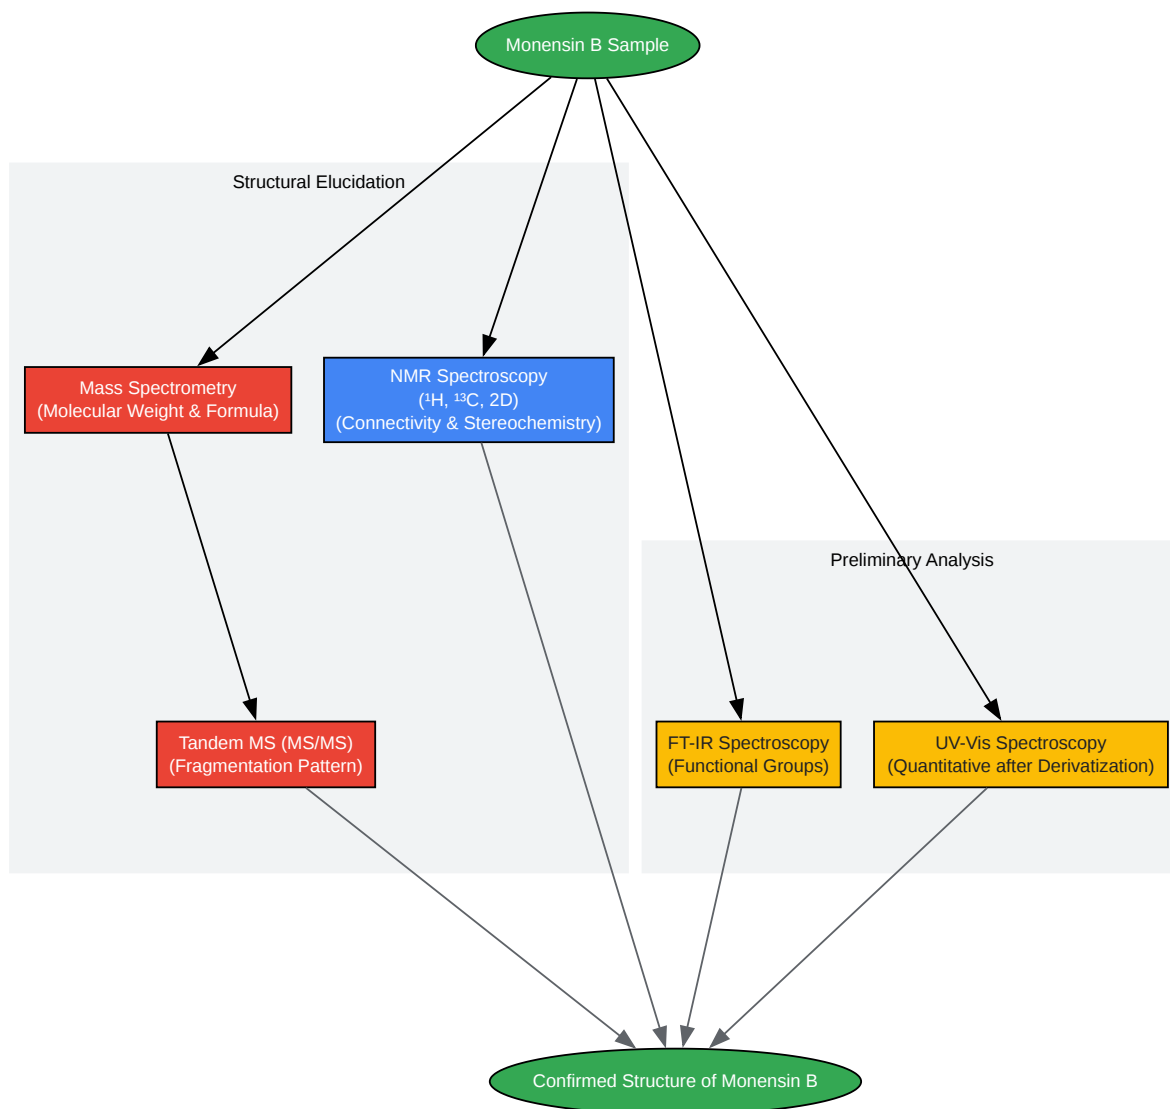 Monensin B Sample
Structural Elucidation
Mass Spectrometry
(Molecular Weight & Formula)
NMR Spectroscopy
(¹H, ¹³C, 2D)
(Connectivity & Stereochemistry)
Preliminary Analysis
Tandem MS (MS/MS)
(Fragmentation Pattern)
FT-IR Spectroscopy
(Functional Groups)
UV-Vis Spectroscopy
(Quantitative after Derivatization)
Confirmed Structure of Monensin B